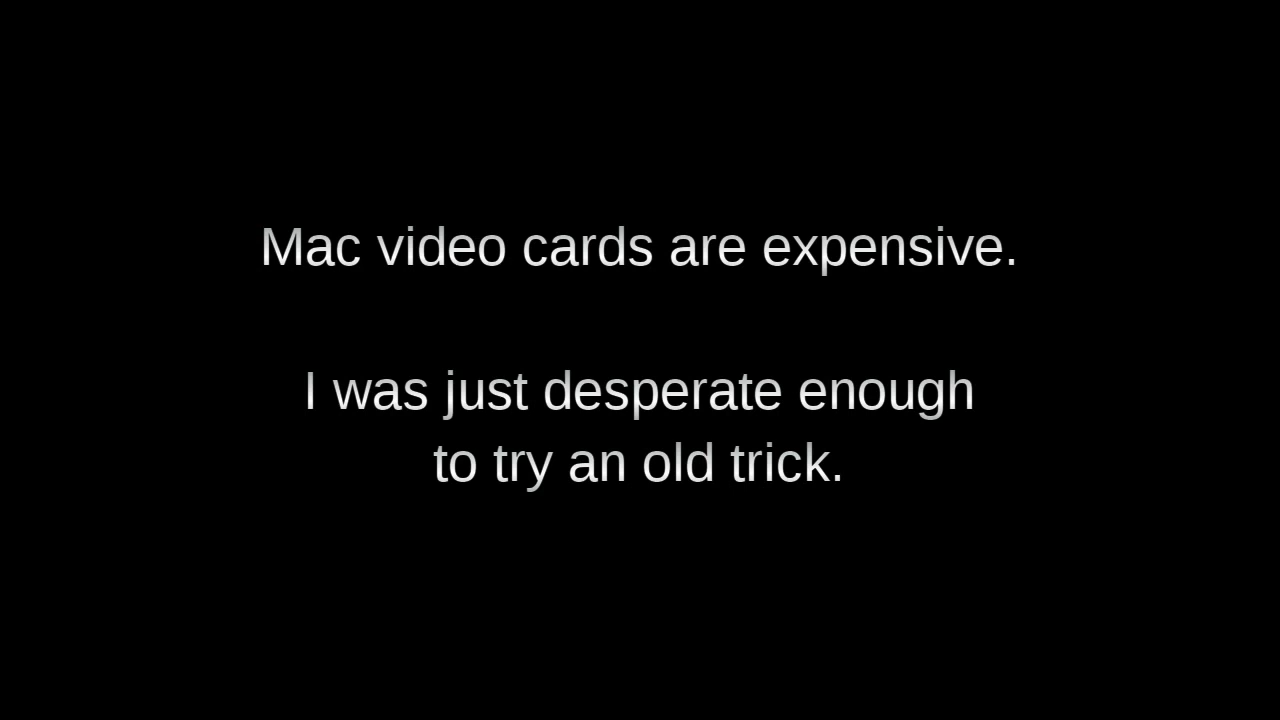 Mac video cards are expensive.
I was just desperate enough
to try an old trick.